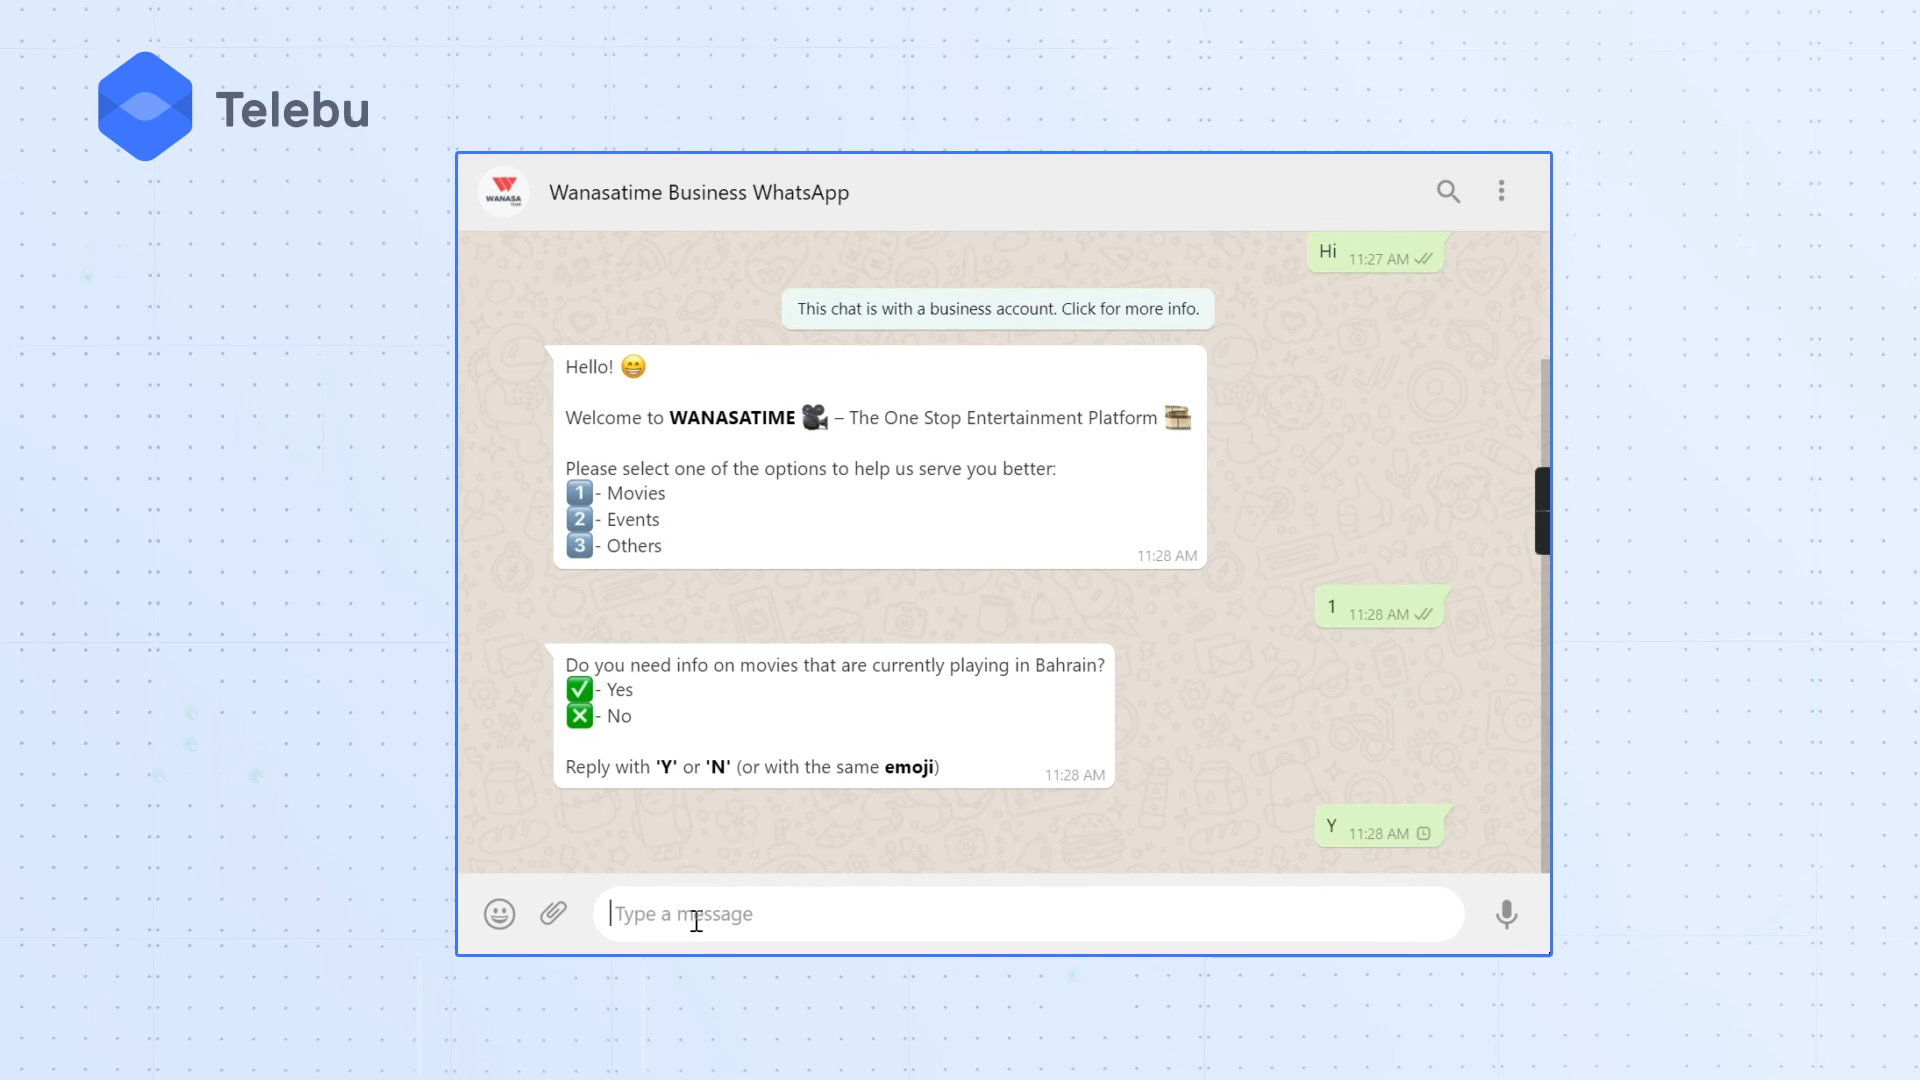 Telebu
WANASA
TIME
Wanasatime Business WhatsApp
Hi 11:27 AM
This chat is with a business account. Click for more info.
Hello! 😁
Welcome to WANASATIME 🎥 – The One Stop Entertainment Platform 🎞️
Please select one of the options to help us serve you better:
1️⃣ - Movies
2️⃣ - Events
3️⃣ - Others
11:28 AM
1 11:28 AM
Do you need info on movies that are currently playing in Bahrain?
✅ - Yes
❎ - No
Reply with 'Y' or 'N' (or with the same emoji)
11:28 AM
Y 11:28 AM
Type a message